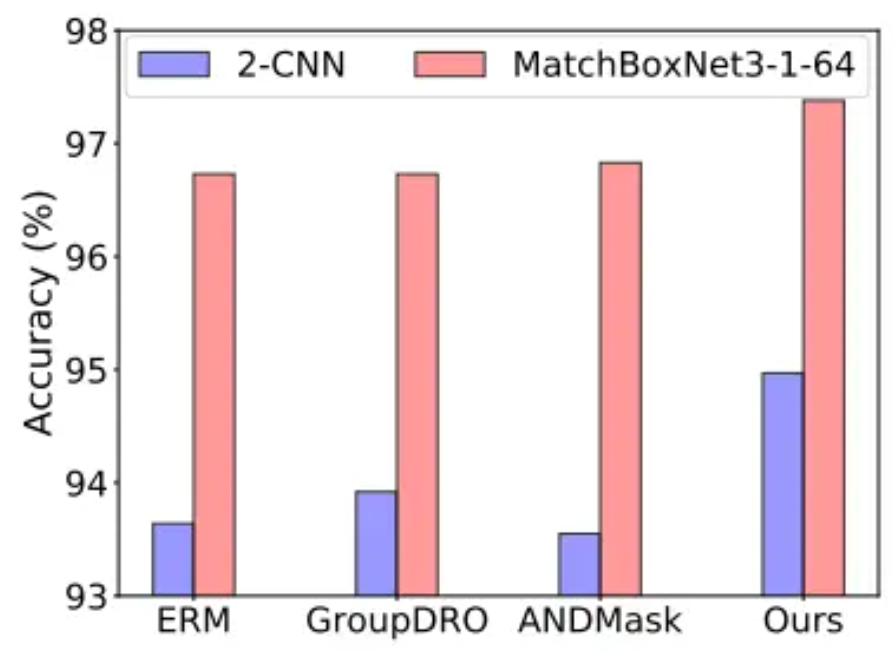 98
2-CNN MatchBoxNet3-1-64
97
96
95
94
93
Accuracy (%)
ERM GroupDRO ANDMask Ours